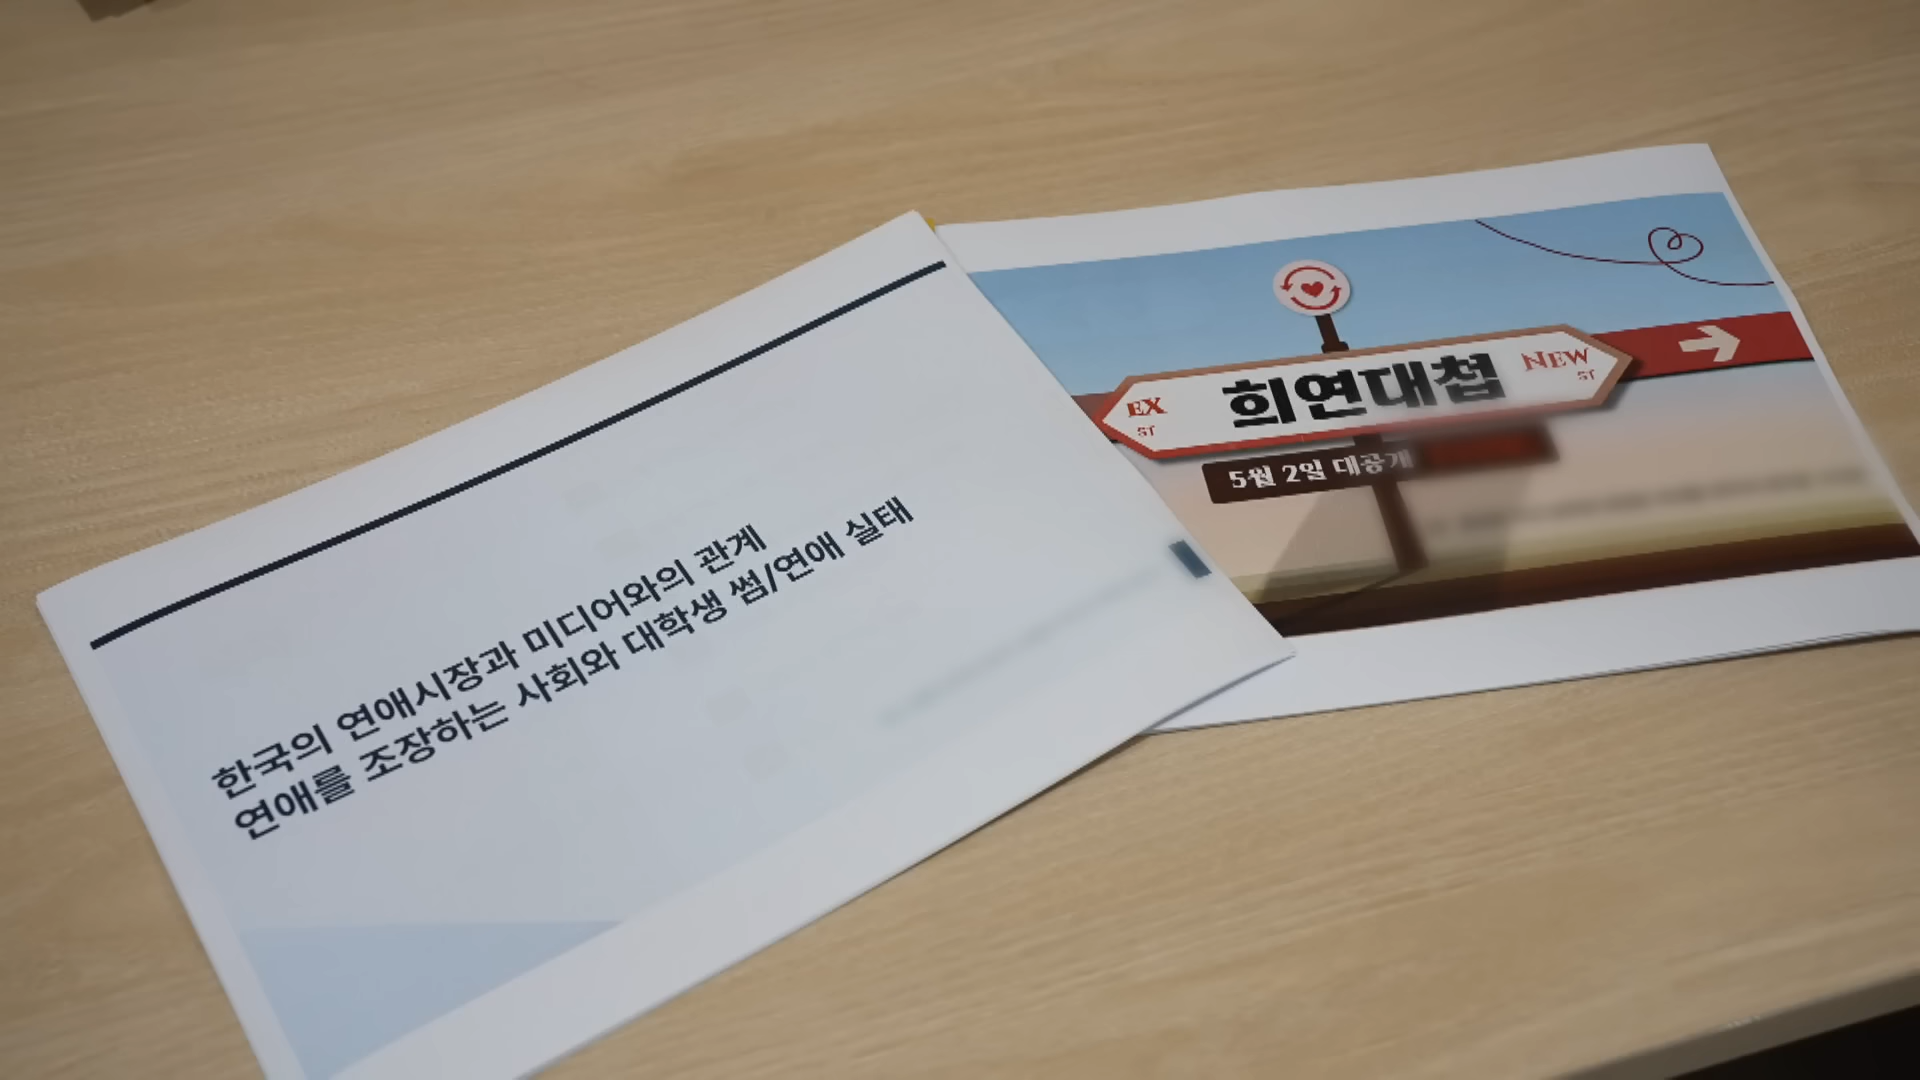 한국의 연애시장과 미디어와의 관계
연애를 조장하는 사회와 대학생 썸/연애 실태
EX
ST
희연대첩
NEW
ST
5월 2일 대공개